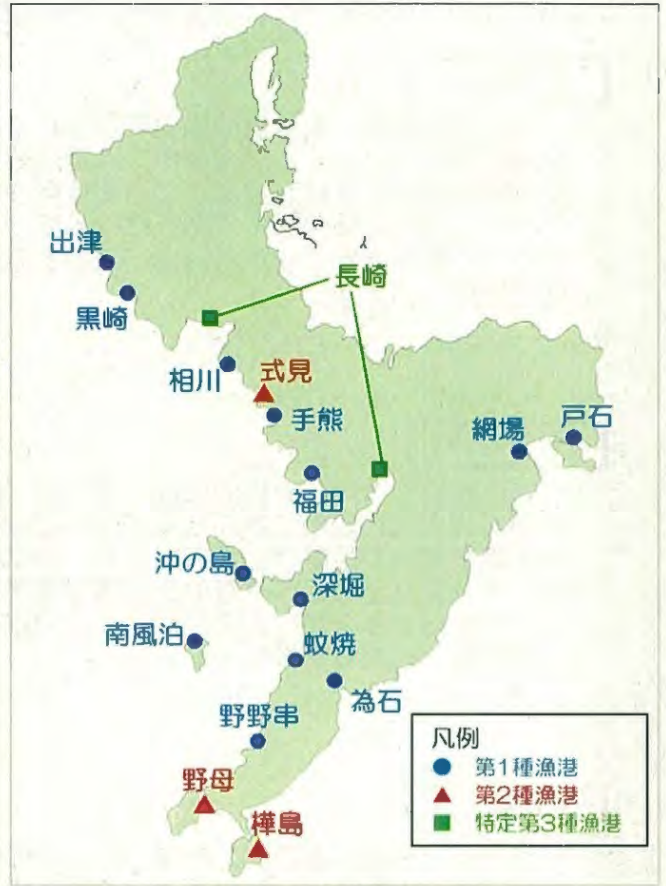 出津
黒崎
長崎
相川
式見
手熊
網場
戸石
福田
沖の島
深堀
南風泊
蚊焼
為石
野野串
野母
樺島
凡例
第1種漁港
第2種漁港
特定第3種漁港